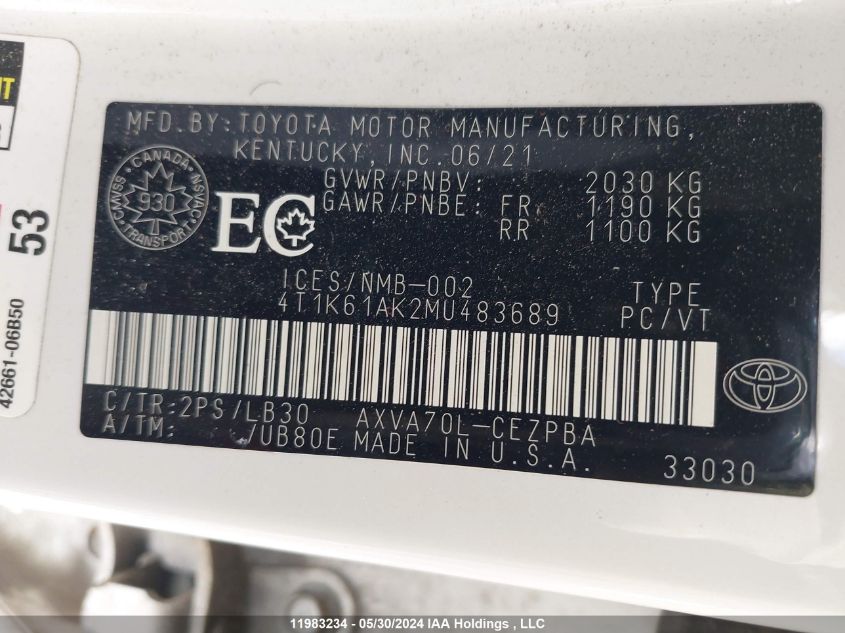 MFD.BY:TOYOTA MOTOR MANUFACTURING,
KENTUCKY, INC. 06/21
GVWR/PNBV: 2030 KG
GAWR/PNBE: FR 1190 KG
RR 1100 KG
CANADA
930
TRANSPORT
EC
ICES/NMB-002
4T1K61AK2MU483689
TYPE
PC/VT
C/TR:2PS/LB30 AXVA70L-CEZPBA
A/TM: /UB80E MADE IN U.S.A.
33030
53
42661-06B50
11983234 - 05/30/2024 IAA Holdings , LLC